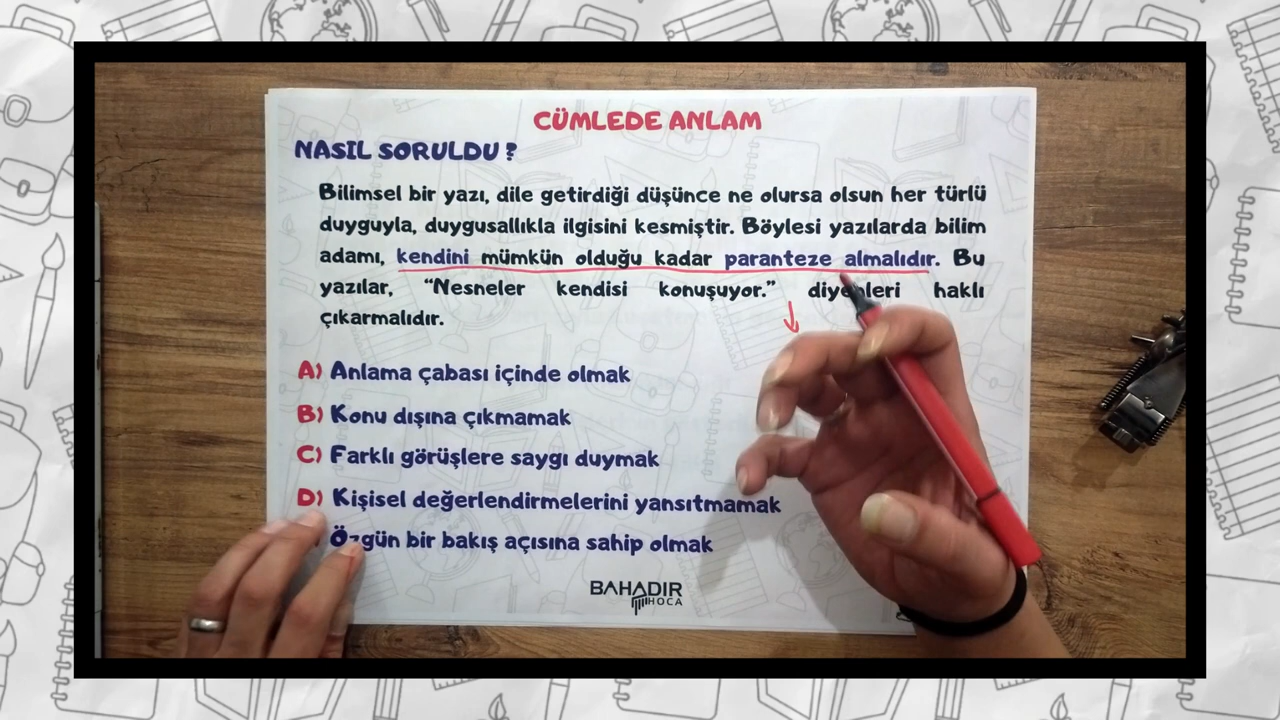 CÜMLEDE ANLAM
NASIL SORULDU ?
Bilimsel bir yazı, dile getirdiği düşünce ne olursa olsun her türlü
duyguyla, duygusallıkla ilgisini kesmiştir. Böylesi yazılarda bilim
adamı, kendini mümkün olduğu kadar paranteze almalıdır. Bu
yazılar, “Nesneler kendisi konuşuyor.” diyenleri haklı
çıkarmalıdır.
A) Anlama çabası içinde olmak
B) Konu dışına çıkmamak
C) Farklı görüşlere saygı duymak
D) Kişisel değerlendirmelerini yansıtmamak
Özgün bir bakış açısına sahip olmak
BAHADIR
HOCA